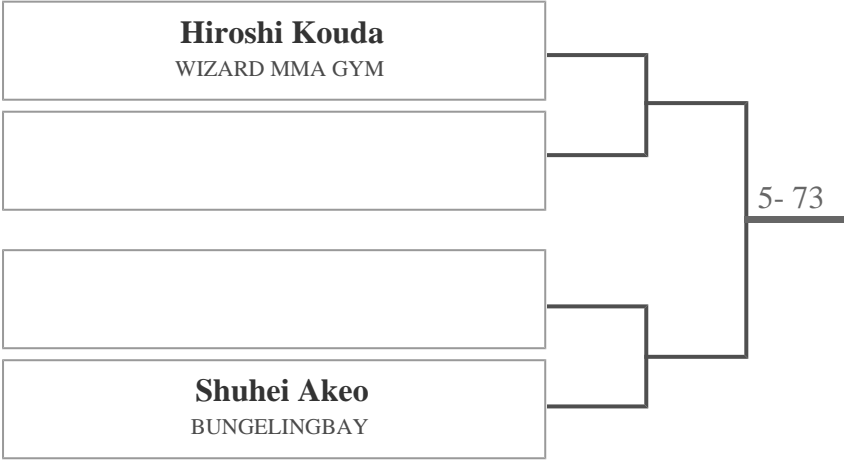 Hiroshi Kouda
WIZARD MMA GYM
5- 73
Shuhei Akeo
BUNGELINGBAY